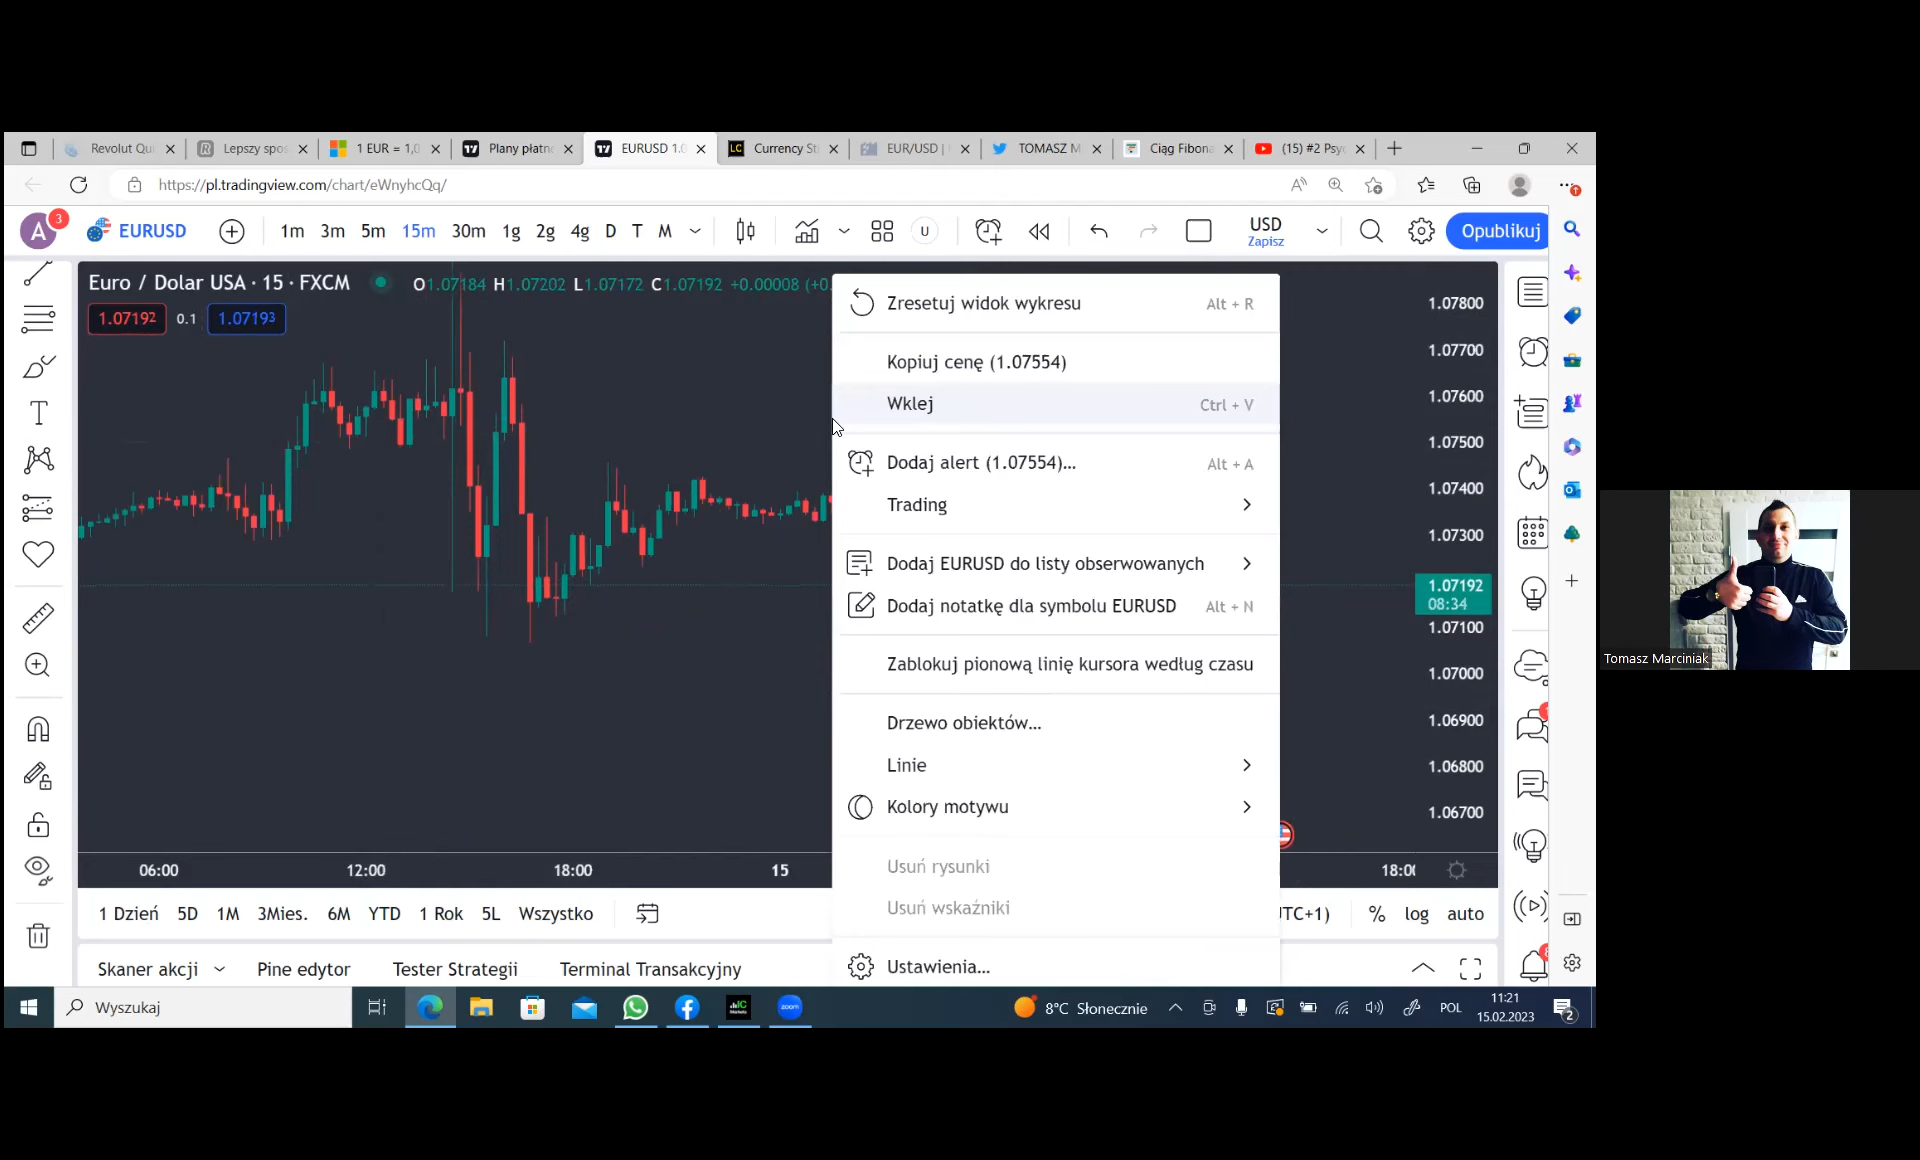 Revolut Qu
Lepszy spos
1 EUR = 1,0
Plany płatn
EURUSD 1.0
LC
Currency St
EUR/USD |
TOMASZ M
Ciąg Fibona
(15) #2 Psy
https://pl.tradingview.com/chart/eWnyhcQq/
A
3
EURUSD
1m 3m 5m 15m 30m 1g 2g 4g D T M
U
USD
Zapisz
Opublikuj
Euro / Dolar USA · 15 · FXCM
O1.07184 H1.07202 L1.07172 C1.07192 +0.00008 (+0.
1.07192
0.1
1.07193
Zresetuj widok wykresu Alt + R
Kopiuj cenę (1.07554)
Wklej Ctrl + V
Dodaj alert (1.07554)... Alt + A
Trading
Dodaj EURUSD do listy obserwowanych
Dodaj notatkę dla symbolu EURUSD Alt + N
Zablokuj pionową linię kursora według czasu
Drzewo obiektów...
Linie
Kolory motywu
Usuń rysunki
Usuń wskaźniki
Ustawienia...
1.07800
1.07700
1.07600
1.07500
1.07400
1.07300
1.07192
08:34
1.07100
1.07000
1.06900
1.06800
1.06700
06:00 12:00 18:00 15 18:00
1 Dzień 5D 1M 3Mies. 6M YTD 1 Rok 5L Wszystko
TC+1) % log auto
Skaner akcji Pine edytor Tester Strategii Terminal Transakcyjny
Wyszukaj
IC
Markets
zoom
8°C Słonecznie
POL
11:21
15.02.2023
2
Tomasz Marciniak